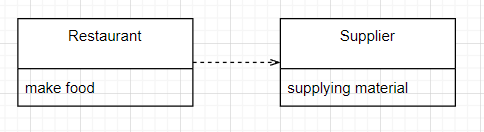 Restaurant
make food
Supplier
supplying material